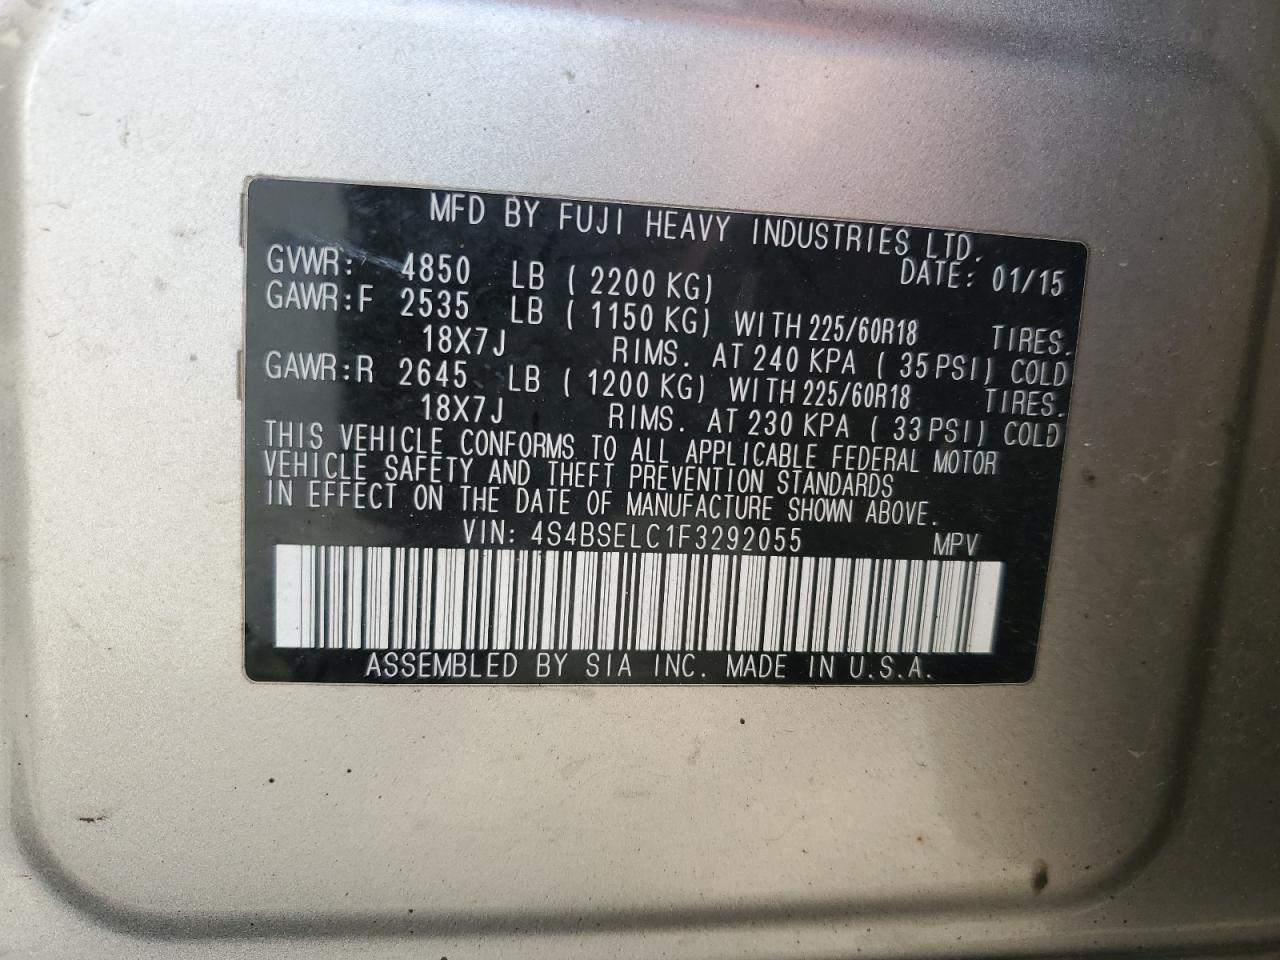 MFD BY FUJI HEAVY INDUSTRIES LTD.
DATE: 01/15
GVWR: 4850 LB (2200 KG)
GAWR:F 2535 LB (1150 KG) WITH 225/60R18 TIRES.
18X7J RIMS. AT 240 KPA (35 PSI) COLD
GAWR:R 2645 LB (1200 KG) WITH 225/60R18 TIRES.
18X7J RIMS. AT 230 KPA (33 PSI) COLD
THIS VEHICLE CONFORMS TO ALL APPLICABLE FEDERAL MOTOR
VEHICLE SAFETY AND THEFT PREVENTION STANDARDS
IN EFFECT ON THE DATE OF MANUFACTURE SHOWN ABOVE.
VIN: 4S4BSELC1F3292055 MPV
ASSEMBLED BY SIA INC. MADE IN U.S.A.